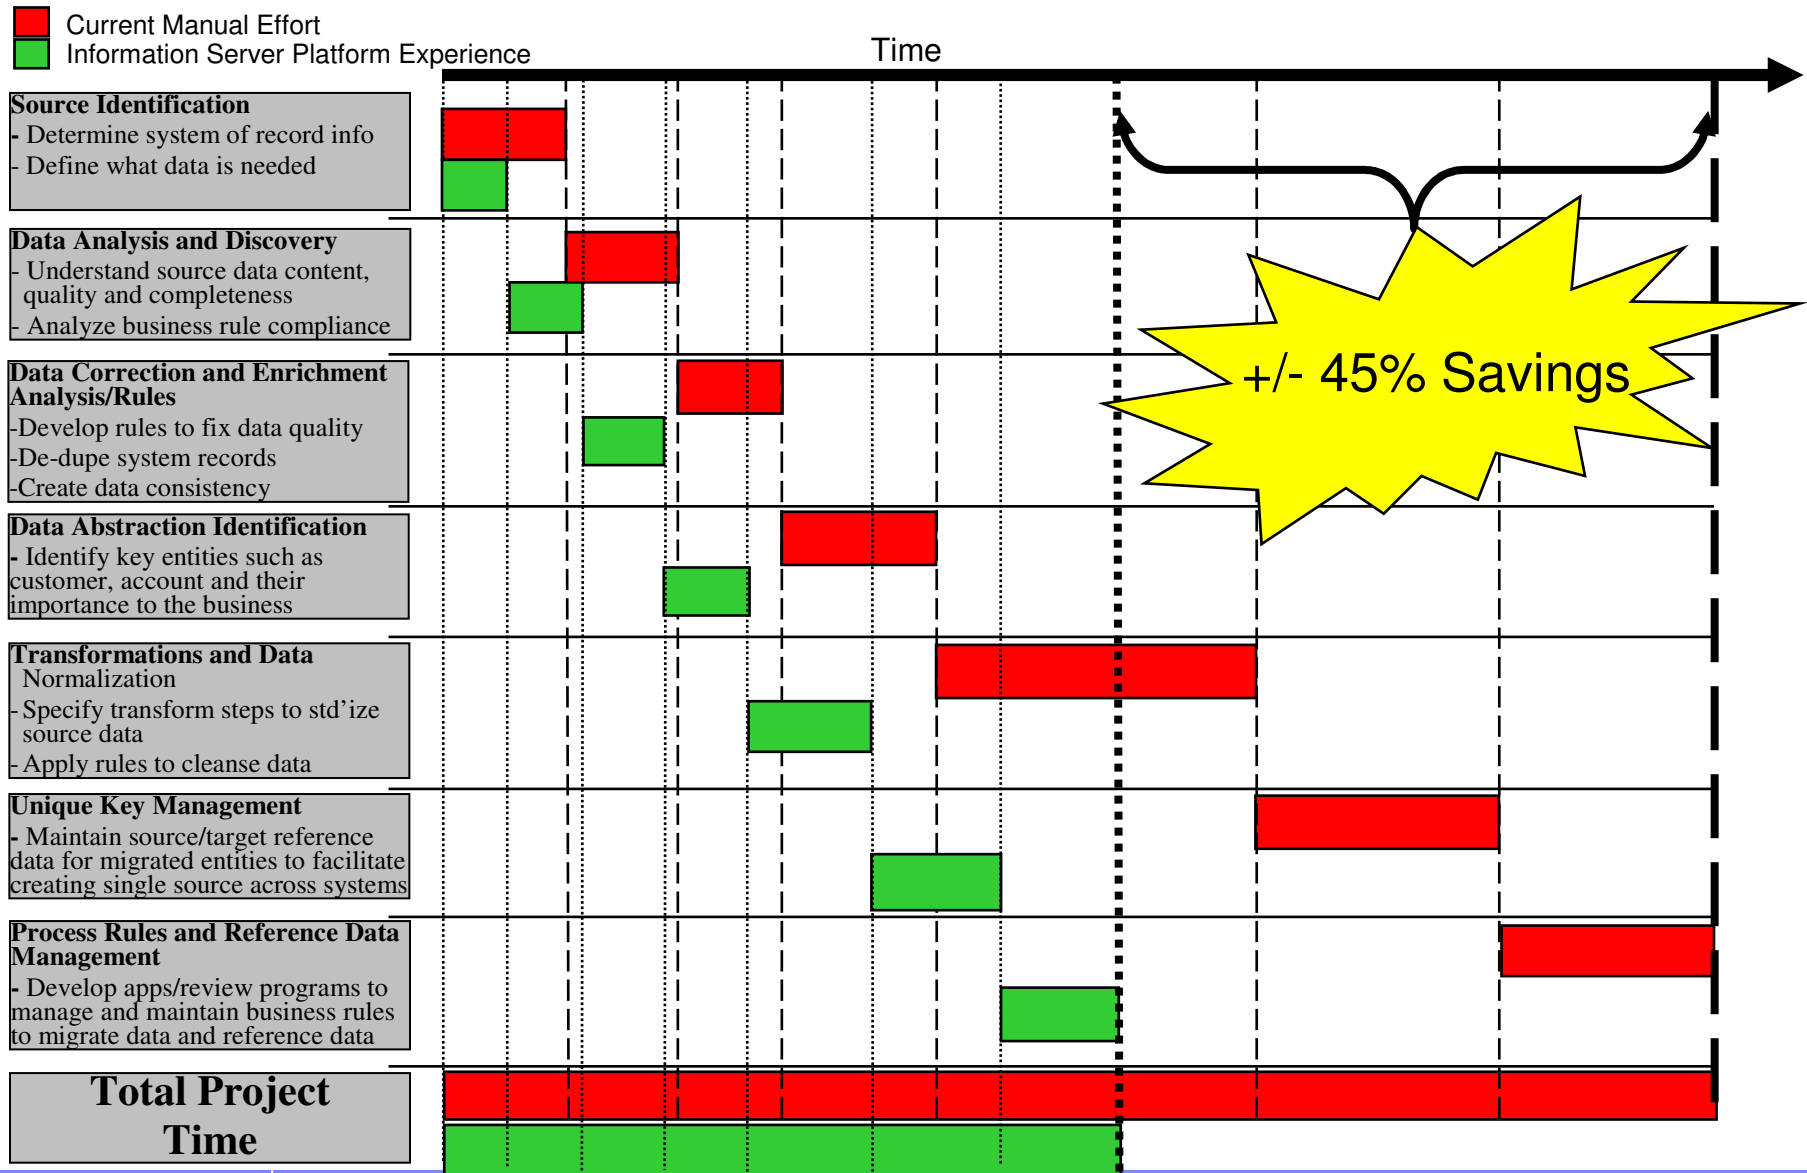 Current Manual Effort
Information Server Platform Experience
Time
Source Identification
- Determine system of record info
- Define what data is needed
Data Analysis and Discovery
- Understand source data content,
quality and completeness
- Analyze business rule compliance
+/- 45% Savings
Data Correction and Enrichment
Analysis/Rules
-Develop rules to fix data quality
-De-dupe system records
-Create data consistency
Data Abstraction Identification
- Identify key entities such as
customer, account and their
importance to the business
Transformations and Data
Normalization
- Specify transform steps to std’ize
source data
- Apply rules to cleanse data
Unique Key Management
- Maintain source/target reference
data for migrated entities to facilitate
creating single source across systems
Process Rules and Reference Data
Management
- Develop apps/review programs to
manage and maintain business rules
to migrate data and reference data
Total Project
Time